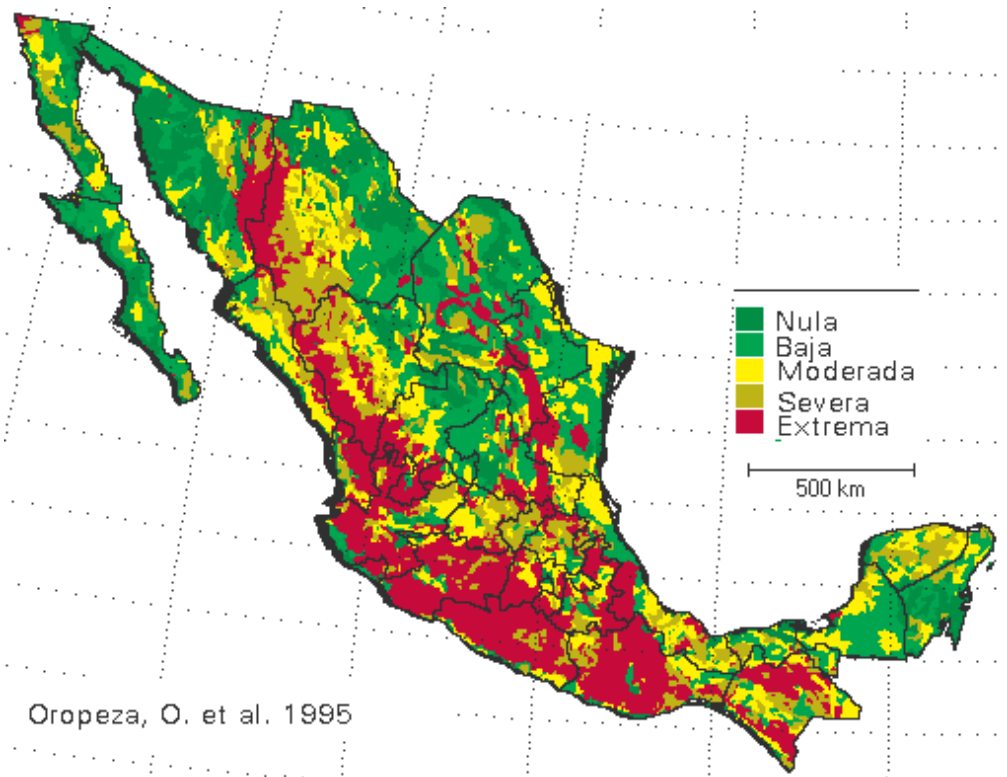 Nula
Baja
Moderada
Severa
Extrema
500 km
Oropeza, O. et al. 1995